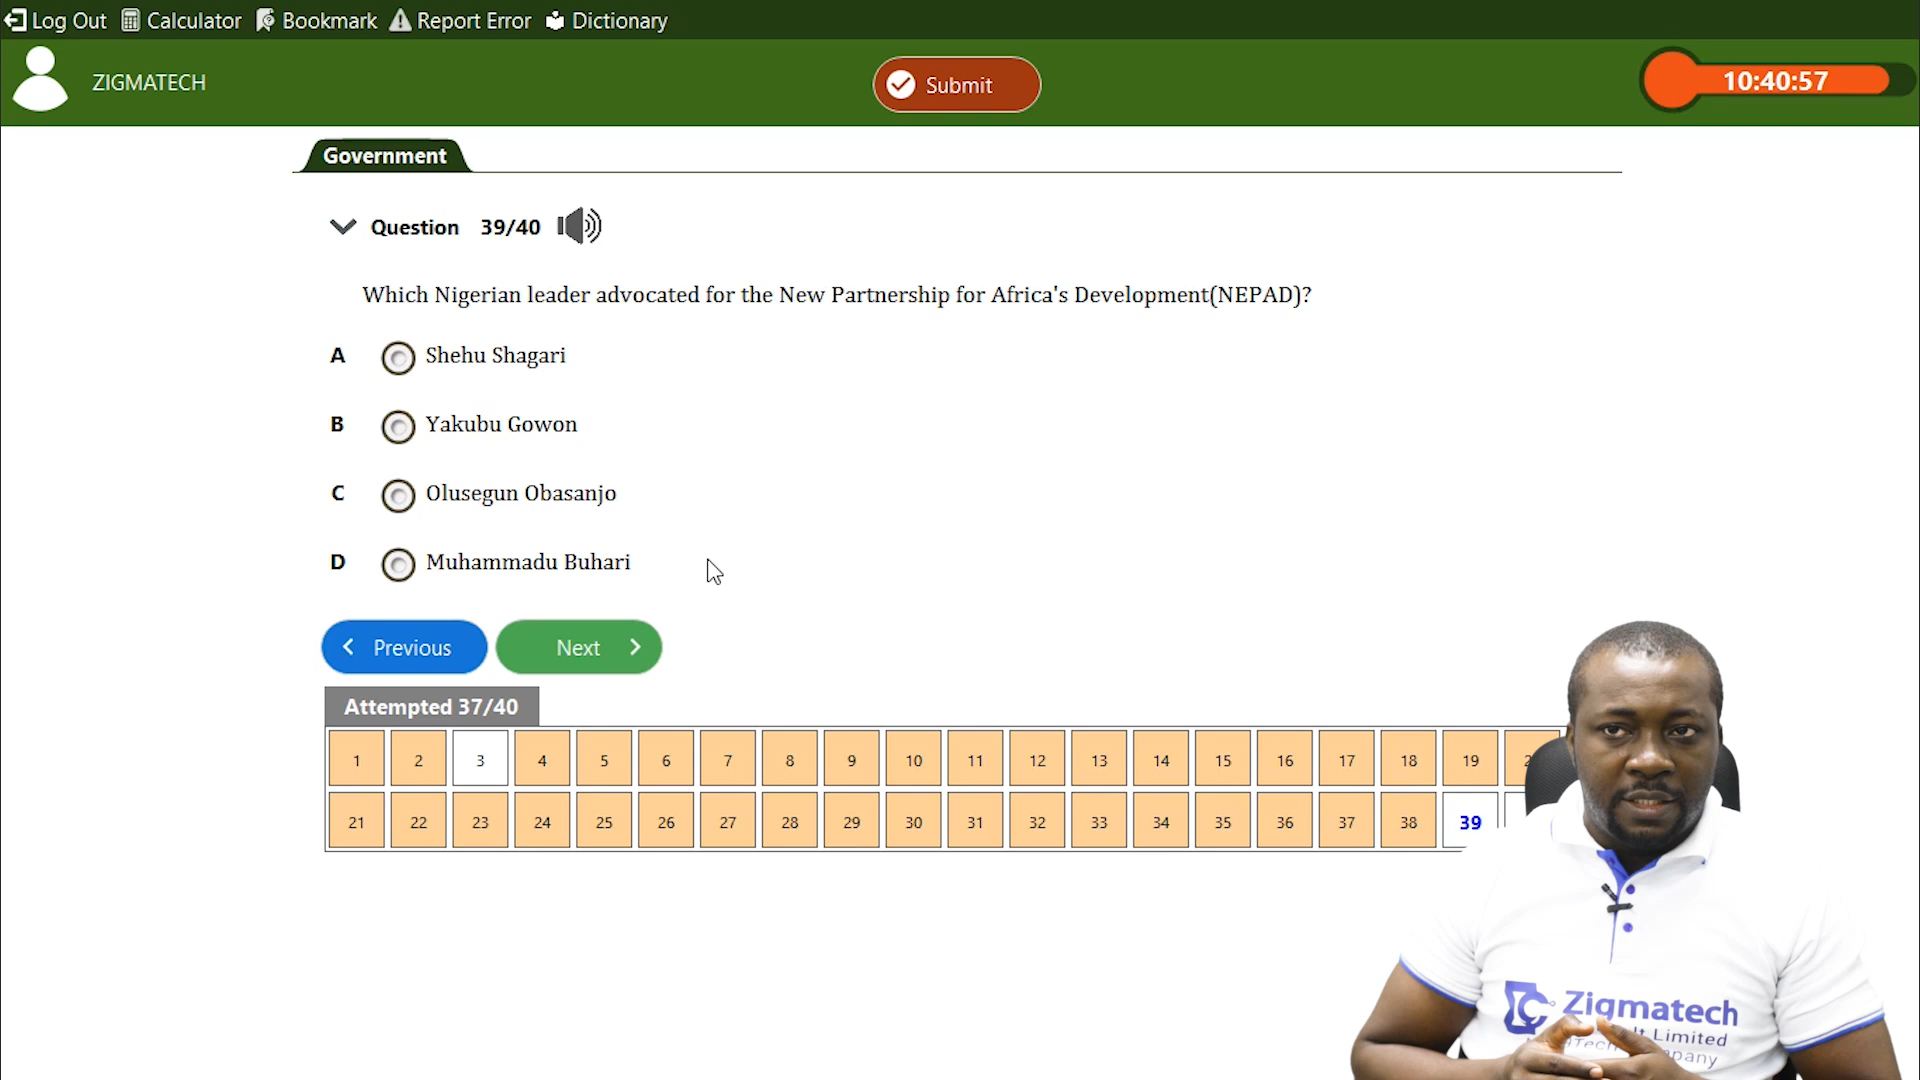 Log Out Calculator Bookmark Report Error Dictionary
ZIGMATECH
Submit
10:40:57
Government
Question 39/40
Which Nigerian leader advocated for the New Partnership for Africa's Development(NEPAD)?
A Shehu Shagari
B Yakubu Gowon
C Olusegun Obasanjo
D Muhammadu Buhari
Previous Next
Attempted 37/40
1 2 3 4 5 6 7 8 9 10 11 12 13 14 15 16 17 18 19
21 22 23 24 25 26 27 28 29 30 31 32 33 34 35 36 37 38 39
Zigmatech
Limited